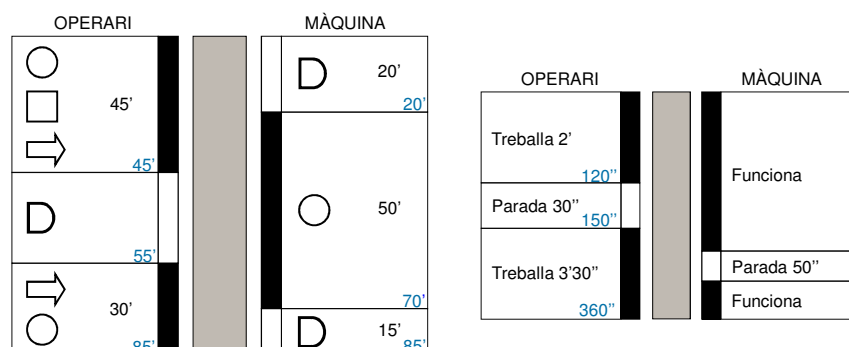 OPERARI
MÀQUINA
45’
45’
55’
30’
85’
20’
20’
50’
70’
15’
85’
OPERARI
MÀQUINA
Treballa 2’
120’’
Parada 30’’
150’’
Treballa 3’30’’
360’’
Funciona
Parada 50’’
Funciona